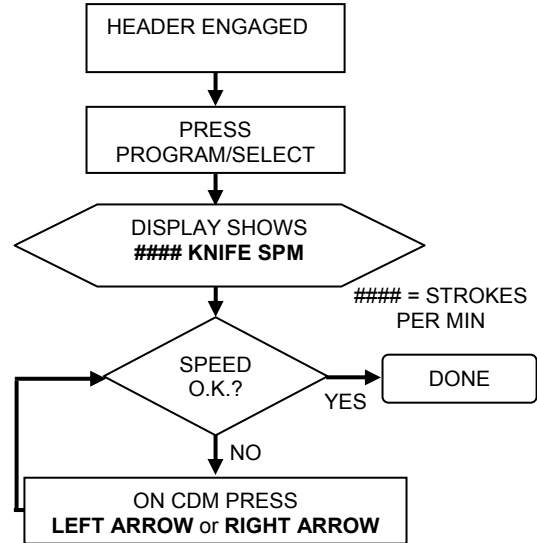 HEADER ENGAGED
PRESS
PROGRAM/SELECT
DISPLAY SHOWS
#### KNIFE SPM
#### = STROKES
PER MIN
SPEED
O.K.?
YES
DONE
NO
ON CDM PRESS
LEFT ARROW or RIGHT ARROW